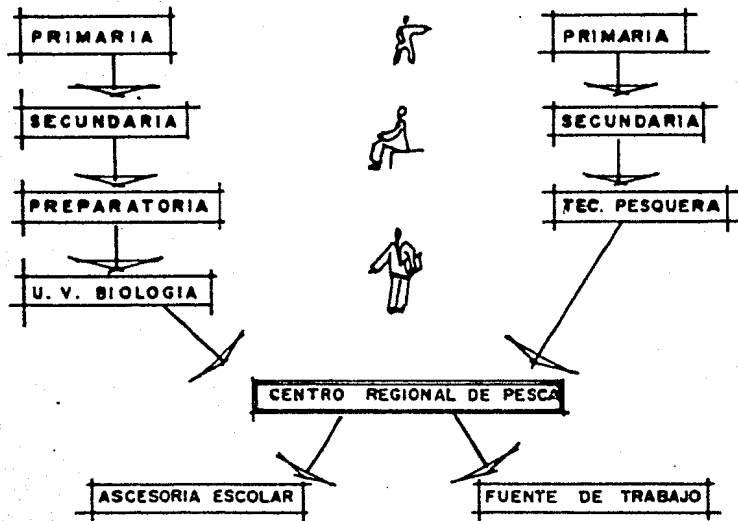 PRIMARIA
PRIMARIA
SECUNDARIA
SECUNDARIA
PREPARATORIA
TEC. PESQUERA
U. V. BIOLOGIA
CENTRO REGIONAL DE PESCA
ASCESORIA ESCOLAR
FUENTE DE TRABAJO